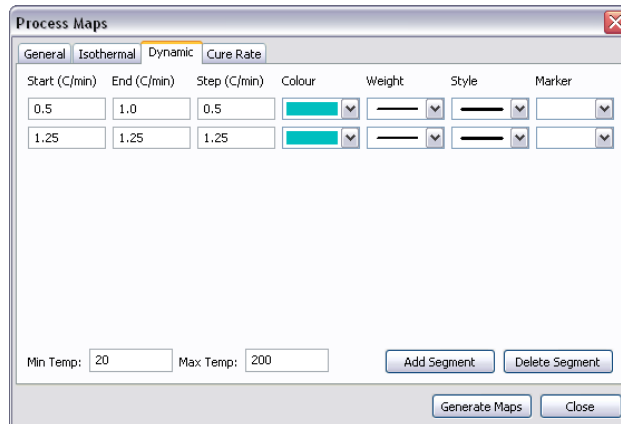 Process Maps
General Isothermal Dynamic Cure Rate
Start (C/min) End (C/min) Step (C/min) Colour Weight Style Marker
0.5 1.0 0.5
1.25 1.25 1.25
Min Temp: 20 Max Temp: 200 Add Segment Delete Segment
Generate Maps Close